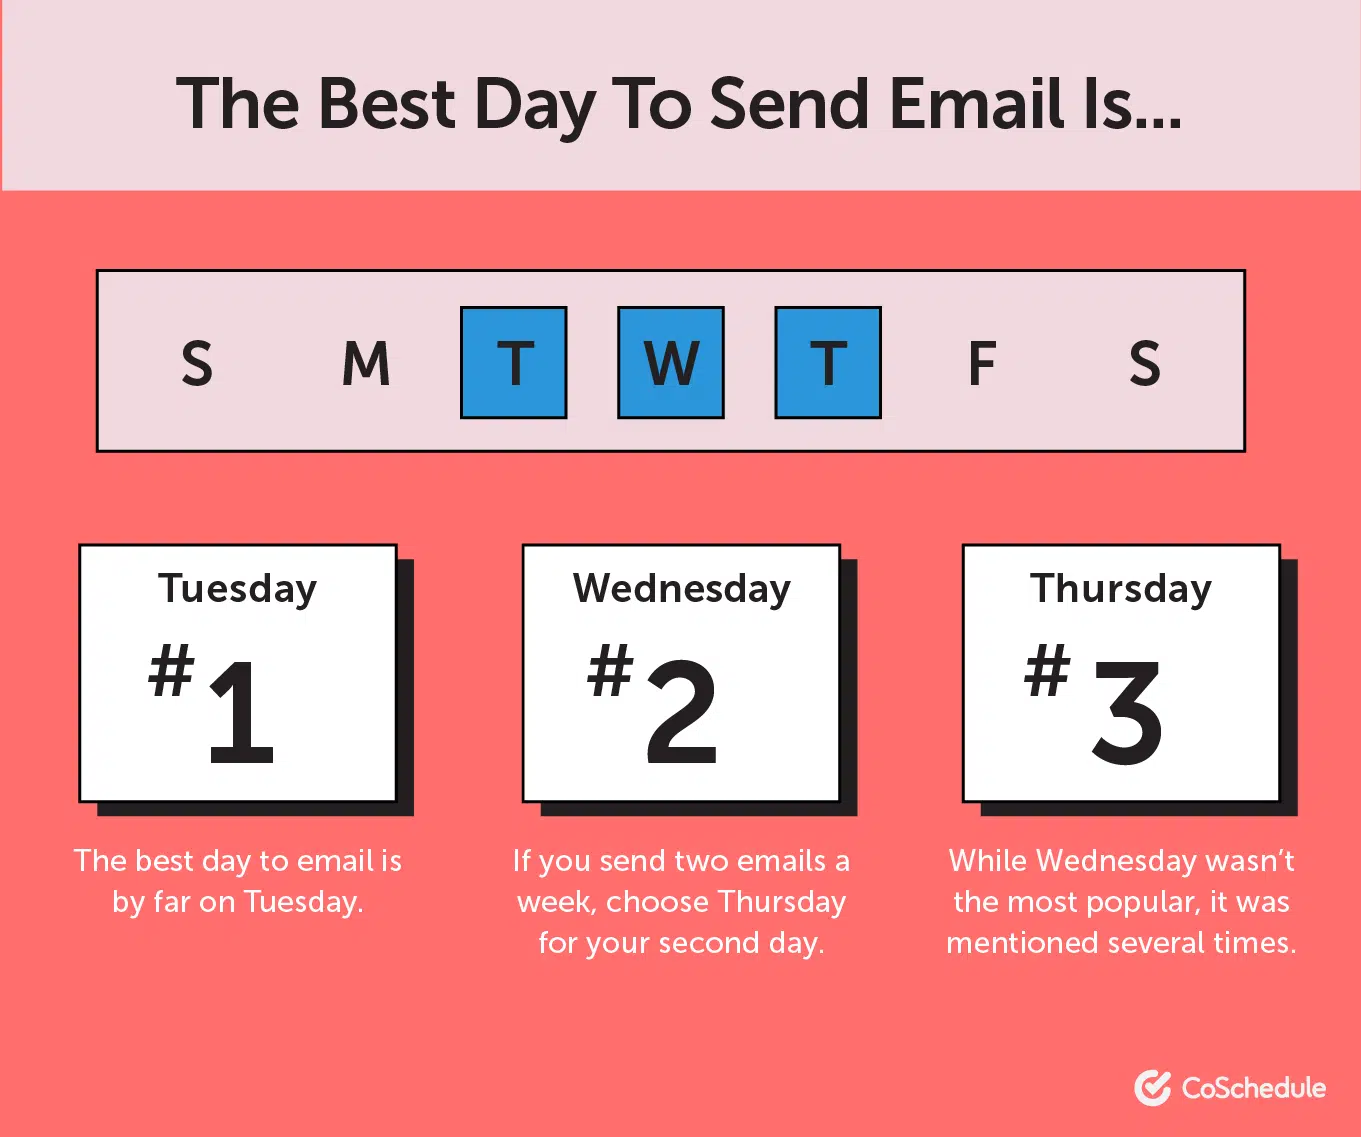 The Best Day To Send Email Is...
S M T W T F S
Tuesday
#1
The best day to email is
by far on Tuesday.
Wednesday
#2
If you send two emails a
week, choose Thursday
for your second day.
Thursday
#3
While Wednesday wasn’t
the most popular, it was
mentioned several times.
CoSchedule